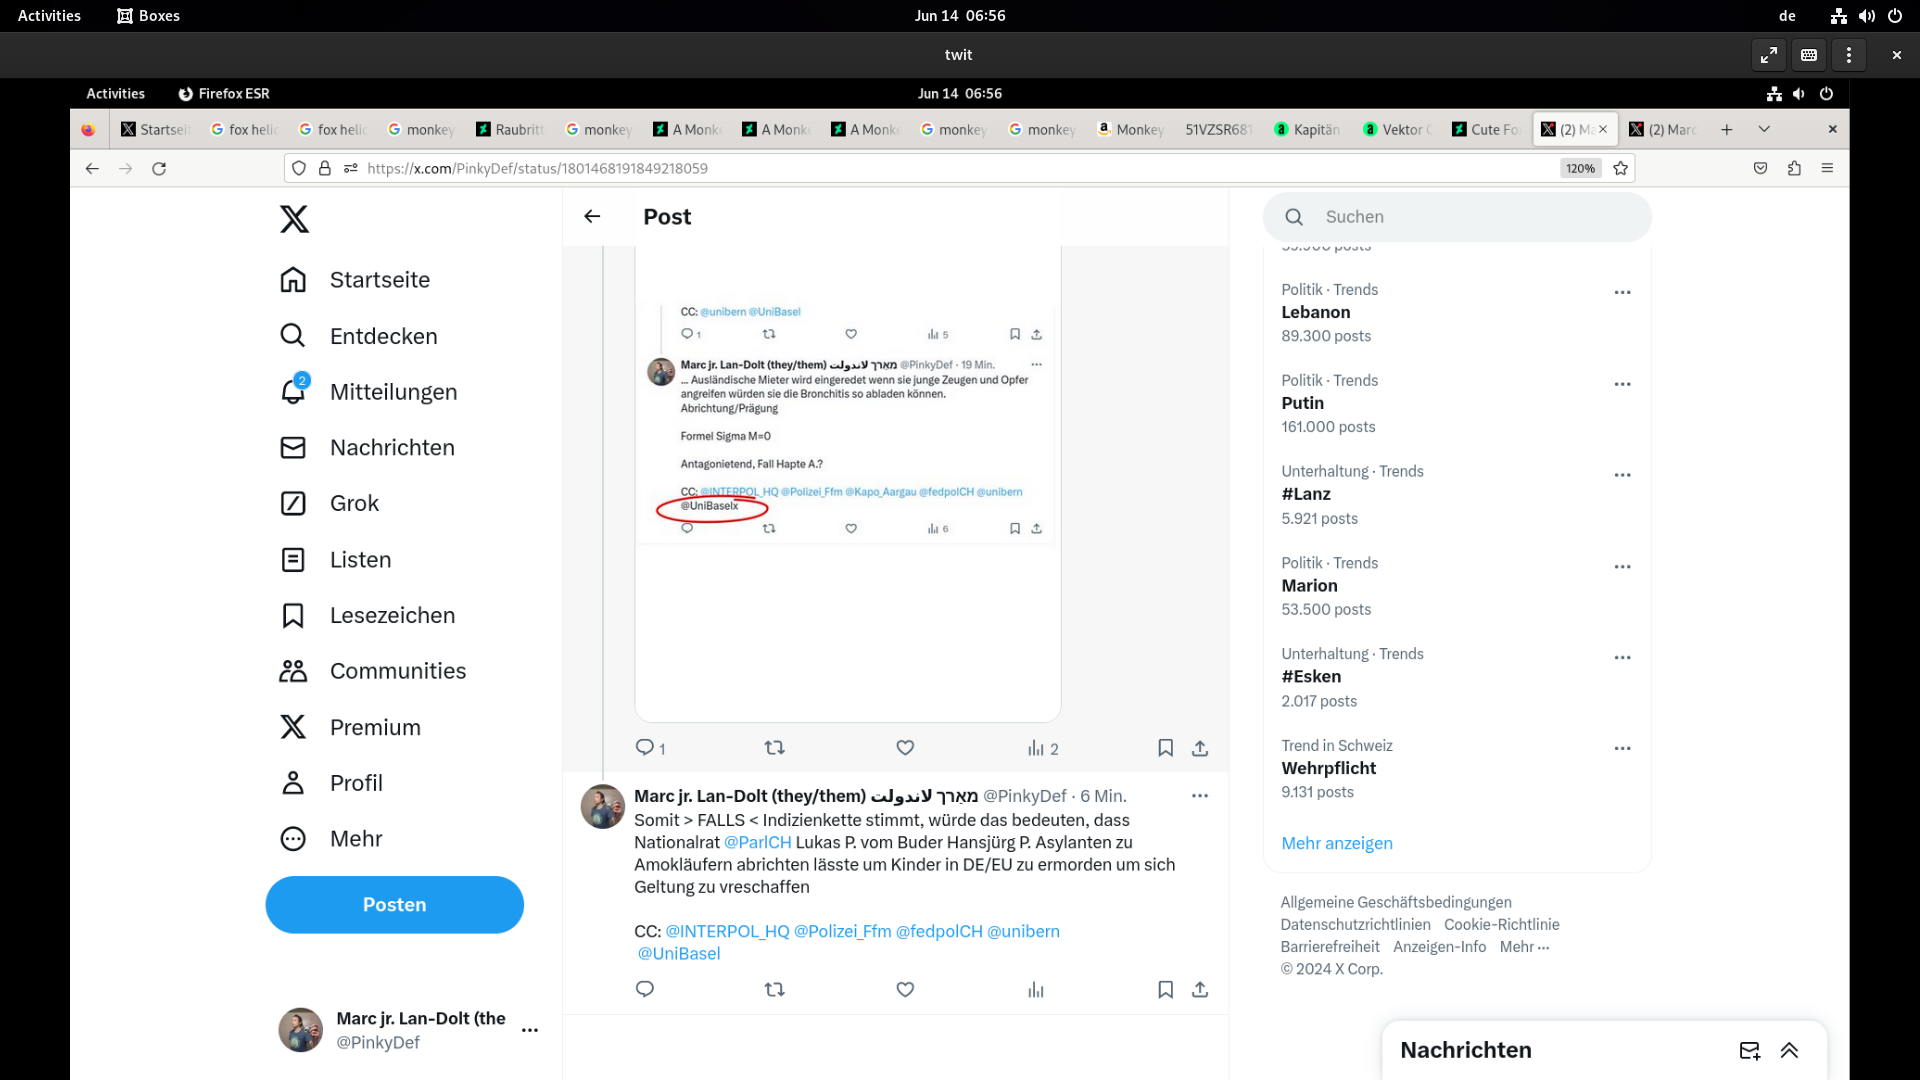 Activities
Boxes
Jun 14 06:56
de
twit
Activities
Firefox ESR
Jun 14 06:56
Startsei
fox heli
fox heli
monkey
Raubritt
monkey
A Monk
A Monk
A Monk
monkey
monkey
Monkey
51VZSR681
Kapitän
Vektor
Cute Fo
(2) Ma
(2) Marc
https://x.com/PinkyDef/status/1801468191849218059
120%
Startseite
Entdecken
2
Mitteilungen
Nachrichten
Grok
Listen
Lesezeichen
Communities
Premium
Profil
Mehr
Posten
Marc jr. Lan-Dolt (the
@PinkyDef
Post
CC: @unibern @UniBasel
1
5
Marc jr. Lan-Dolt (they/them) מאַרך لاندولت @PinkyDef · 19 Min.
... Ausländische Mieter wird eingeredet wenn sie junge Zeugen und Opfer
angreifen würden sie die Bronchitis so abladen können.
Abrichtung/Prägung
Formel Sigma M=0
Antagonietend, Fall Hapte A.?
CC: @INTERPOL_HQ @Polizei_Ffm @Kapo_Aargau @fedpolCH @unibern
@UniBaselx
6
1
2
Marc jr. Lan-Dolt (they/them) מאַרך لاندولت @PinkyDef · 6 Min.
Somit > FALLS < Indizienkette stimmt, würde das bedeuten, dass
Nationalrat @ParlCH Lukas P. vom Buder Hansjürg P. Asylanten zu
Amokläufern abrichten lässte um Kinder in DE/EU zu ermorden um sich
Geltung zu vreschaffen
CC: @INTERPOL_HQ @Polizei_Ffm @fedpolCH @unibern
@UniBasel
Suchen
Politik · Trends
Lebanon
89.300 posts
Politik · Trends
Putin
161.000 posts
Unterhaltung · Trends
#Lanz
5.921 posts
Politik · Trends
Marion
53.500 posts
Unterhaltung · Trends
#Esken
2.017 posts
Trend in Schweiz
Wehrpflicht
9.131 posts
Mehr anzeigen
Allgemeine Geschäftsbedingungen
Datenschutzrichtlinien Cookie-Richtlinie
Barrierefreiheit Anzeigen-Info Mehr ···
© 2024 X Corp.
Nachrichten